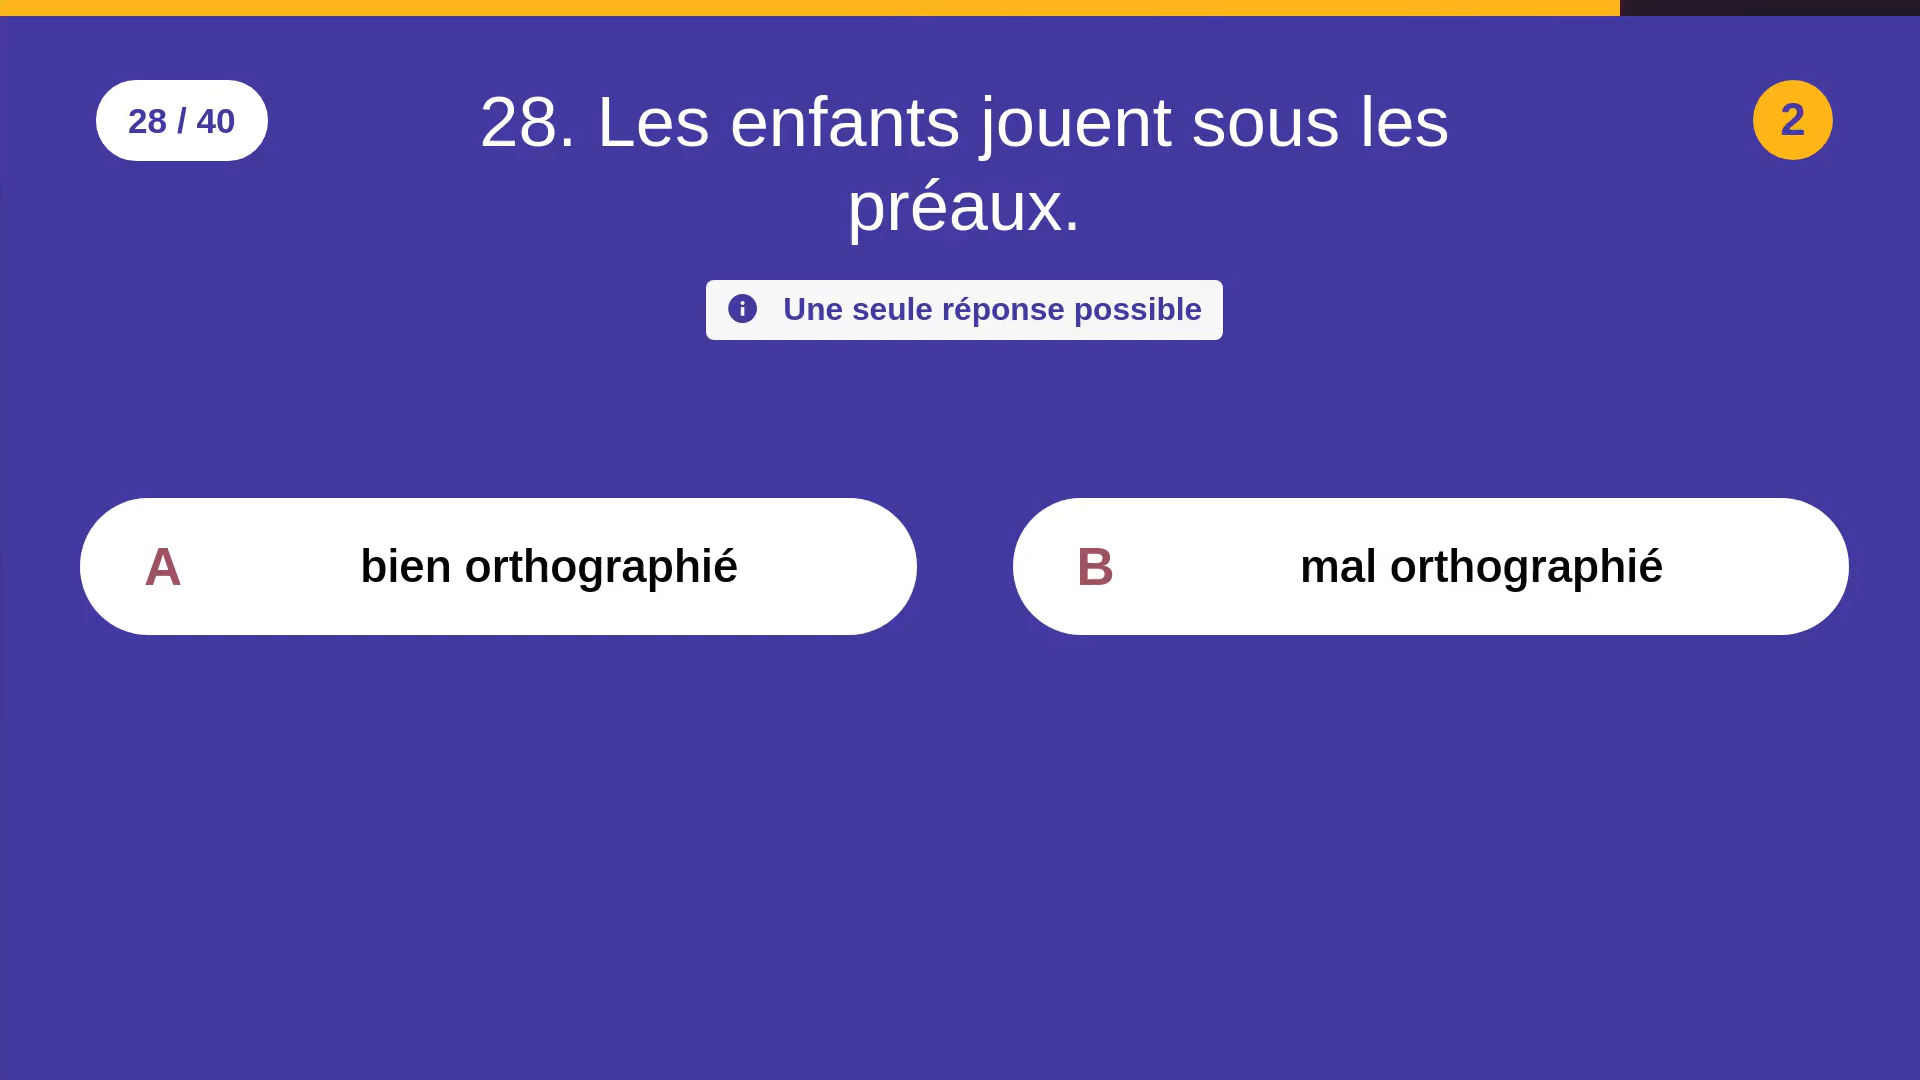 28 / 40
28. Les enfants jouent sous les
préaux.
2
Une seule réponse possible
A bien orthographié
B mal orthographié